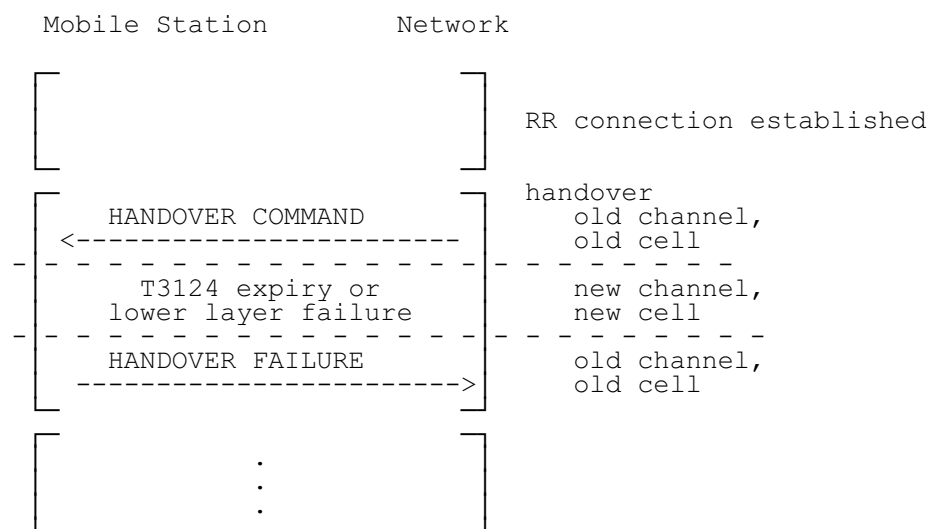 Mobile Station Network
RR connection established
handover
HANDOVER COMMAND old channel,
<------------------------ old cell
T3124 expiry or new channel,
lower layer failure new cell
HANDOVER FAILURE old channel,
------------------------> old cell
.
.
.